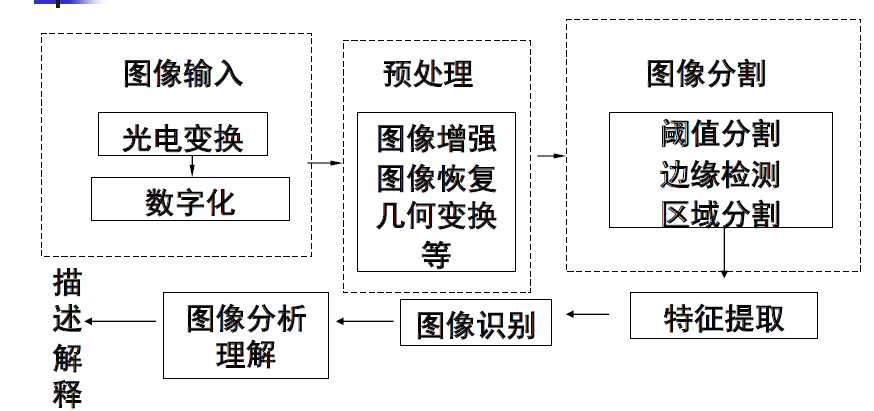 图像输入
光电变换
数字化
预处理
图像增强
图像恢复
几何变换
等
图像分割
阈值分割
边缘检测
区域分割
特征提取
图像识别
图像分析
理解
描
述
解
释